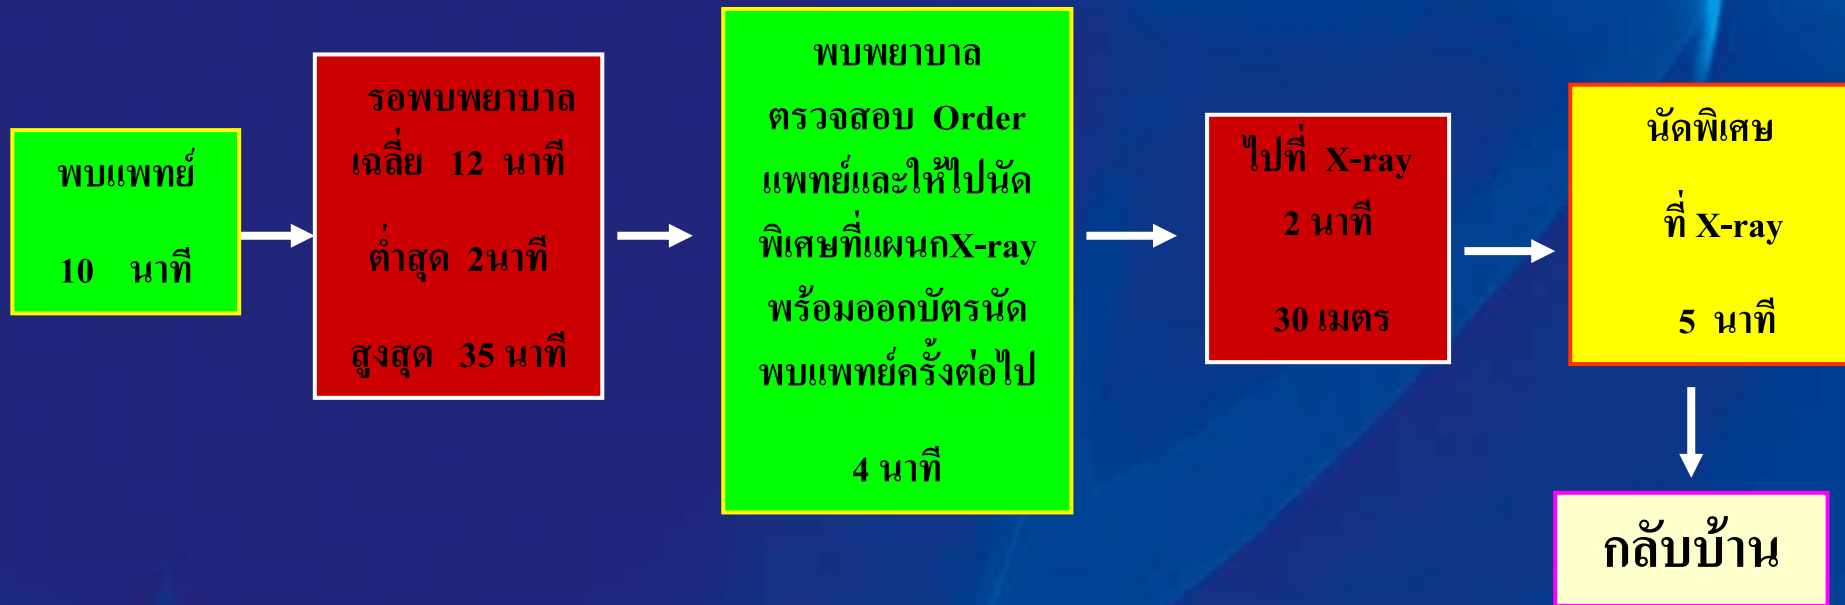 พบแพทย์
10 นาที
รอพบพยาบาล
เฉลี่ย 12 นาที
ต่ำสุด 2นาที
สูงสุด 35 นาที
พบพยาบาล
ตรวจสอบ Order
แพทย์และให้ไปนัด
พิเศษที่แผนกX-ray
พร้อมออกบัตรนัด
พบแพทย์ครั้งต่อไป
4 นาที
ไปที่ X-ray
2 นาที
30 เมตร
นัดพิเศษ
ที่ X-ray
5 นาที
กลับบ้าน